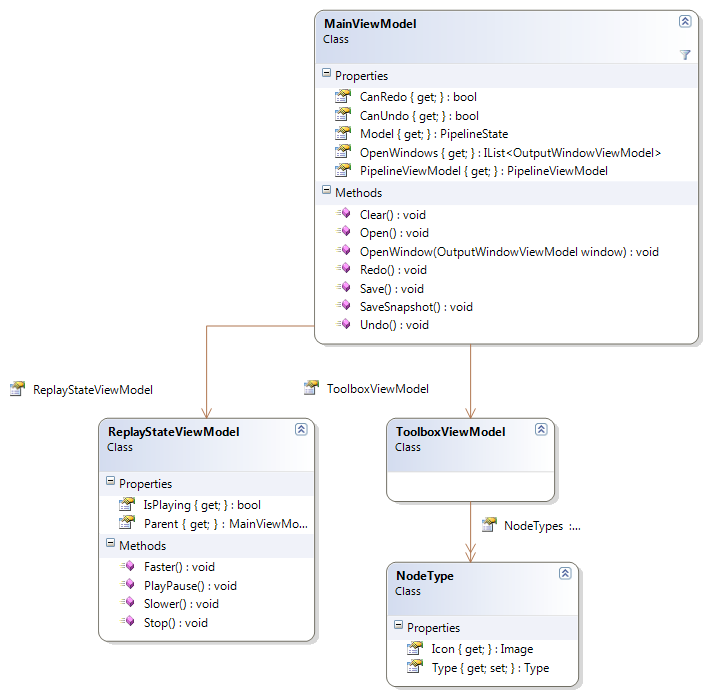 MainViewModel
Class
Properties
CanRedo { get; } : bool
CanUndo { get; } : bool
Model { get; } : PipelineState
OpenWindows { get; } : IList<OutputWindowViewModel>
PipelineViewModel { get; } : PipelineViewModel
Methods
Clear() : void
Open() : void
OpenWindow(OutputWindowViewModel window) : void
Redo() : void
Save() : void
SaveSnapshot() : void
Undo() : void
ReplayStateViewModel
ToolboxViewModel
ReplayStateViewModel
Class
Properties
IsPlaying { get; } : bool
Parent { get; } : MainViewMo...
Methods
Faster() : void
PlayPause() : void
Slower() : void
Stop() : void
ToolboxViewModel
Class
NodeTypes :...
NodeType
Class
Properties
Icon { get; } : Image
Type { get; set; } : Type